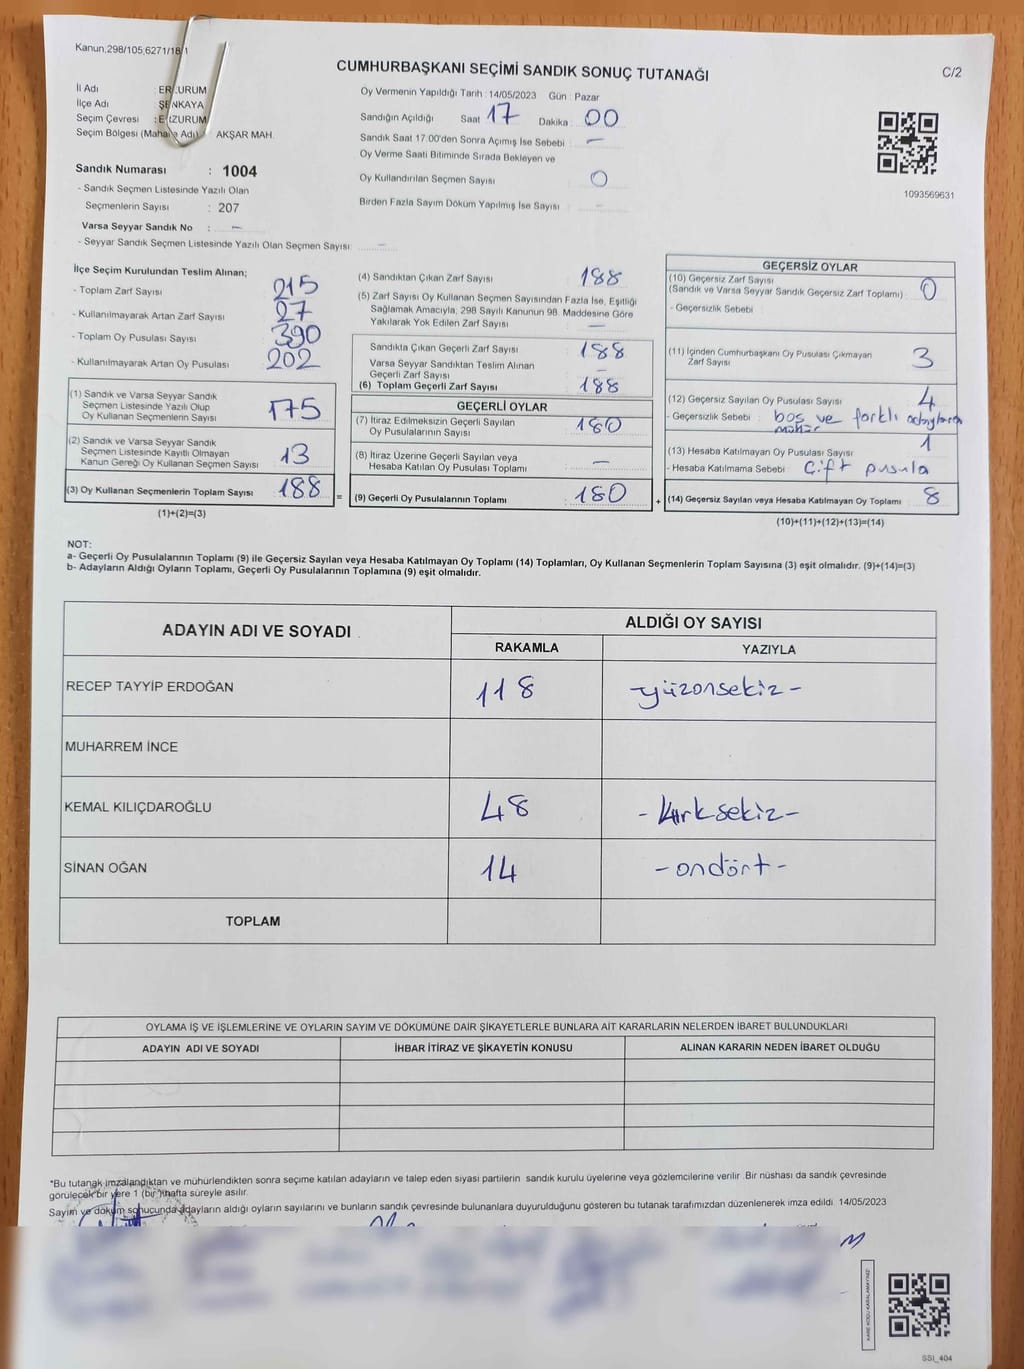 Kanun,298/105,6271/18/1
CUMHURBAŞKANI SEÇİMİ SANDIK SONUÇ TUTANAĞI
C/2
İl Adı : ERZURUM
İlçe Adı : ŞENKAYA
Seçim Çevresi : ERZURUM
Seçim Bölgesi (Mahalle Adı) : AKŞAR MAH.
Oy Vermenin Yapıldığı Tarih : 14/05/2023 Gün : Pazar
Sandığın Açıldığı Saat 17 Dakika : 00
Sandık Saat 17.00'den Sonra Açılmış İse Sebebi : –
Oy Verme Saati Bitiminde Sırada Bekleyen ve
Oy Kullandırılan Seçmen Sayısı 0
Birden Fazla Sayım Döküm Yapılmış İse Sayısı : –
1093569631
Sandık Numarası : 1004
- Sandık Seçmen Listesinde Yazılı Olan
Seçmenlerin Sayısı : 207
Varsa Seyyar Sandık No : –
- Seyyar Sandık Seçmen Listesinde Yazılı Olan Seçmen Sayısı: –
İlçe Seçim Kurulundan Teslim Alınan;
- Toplam Zarf Sayısı 215
- Kullanılmayarak Artan Zarf Sayısı : 27
- Toplam Oy Pusulası Sayısı : 390
- Kullanılmayarak Artan Oy Pusulası : 202
(1) Sandık ve Varsa Seyyar Sandık
Seçmen Listesinde Yazılı Olup
Oy Kullanan Seçmenlerin Sayısı : 175
(2) Sandık ve Varsa Seyyar Sandık
Seçmen Listesinde Kayıtlı Olmayan
Kanun Gereği Oy Kullanan Seçmen Sayısı : 13
(3) Oy Kullanan Seçmenlerin Toplam Sayısı : 188
(1)+(2)=(3)
(4) Sandıktan Çıkan Zarf Sayısı : 188
(5) Zarf Sayısı Oy Kullanan Seçmen Sayısından Fazla İse, Eşitliği
Sağlamak Amacıyla; 298 Sayılı Kanunun 98. Maddesine Göre
Yakılarak Yok Edilen Zarf Sayısı : –
Sandıkta Çıkan Geçerli Zarf Sayısı : 188
Varsa Seyyar Sandıktan Teslim Alınan
Geçerli Zarf Sayısı : –
(6) Toplam Geçerli Zarf Sayısı : 188
GEÇERLİ OYLAR
(7) İtiraz Edilmeksizin Geçerli Sayılan
Oy Pusulalarının Sayısı : 180
(8) İtiraz Üzerine Geçerli Sayılan veya
Hesaba Katılan Oy Pusulası Toplamı : –
= (9) Geçerli Oy Pusulalarının Toplamı : 180
GEÇERSİZ OYLAR
(10) Geçersiz Zarf Sayısı
(Sandık ve Varsa Seyyar Sandık Geçersiz Zarf Toplamı) : 0
- Geçersizlik Sebebi :
(11) İçinden Cumhurbaşkanı Oy Pusulası Çıkmayan
Zarf Sayısı : 3
(12) Geçersiz Sayılan Oy Pusulası Sayısı : 4
- Geçersizlik Sebebi : boş ve farklı adaylara
mühür
(13) Hesaba Katılmayan Oy Pusulası Sayısı : 1
- Hesaba Katılmama Sebebi : Çift pusula
+ (14) Geçersiz Sayılan veya Hesaba Katılmayan Oy Toplamı : 8
(10)+(11)+(12)+(13)=(14)
NOT:
a- Geçerli Oy Pusulalarının Toplamı (9) ile Geçersiz Sayılan veya Hesaba Katılmayan Oy Toplamı (14) Toplamları, Oy Kullanan Seçmenlerin Toplam Sayısına (3) eşit olmalıdır. (9)+(14)=(3)
b- Adayların Aldığı Oyların Toplamı, Geçerli Oy Pusulalarının Toplamına (9) eşit olmalıdır.
ADAYIN ADI VE SOYADI
ALDIĞI OY SAYISI
RAKAMLA YAZIYLA
RECEP TAYYİP ERDOĞAN 118 -yüzonsekiz-
MUHARREM İNCE
KEMAL KILIÇDAROĞLU 48 -kırksekiz-
SİNAN OĞAN 14 -ondört-
TOPLAM
OYLAMA İŞ VE İŞLEMLERİNE VE OYLARIN SAYIM VE DÖKÜMÜNE DAİR ŞİKAYETLERLE BUNLARA AİT KARARLARIN NELERDEN İBARET BULUNDUKLARI
ADAYIN ADI VE SOYADI İHBAR İTİRAZ VE ŞİKAYETİN KONUSU ALINAN KARARIN NEDEN İBARET OLDUĞU
*Bu tutanak imzalandıktan ve mühürlendikten sonra seçime katılan adayların ve talep eden siyasi partilerin sandık kurulu üyelerine veya gözlemcilerine verilir. Bir nüshası da sandık çevresinde
görülecek bir yere 1 (bir) hafta süreyle asılır.
Sayım ve döküm sonucunda adayların aldığı oyların sayılarını ve bunların sandık çevresinde bulunanlara duyurulduğunu gösteren bu tutanak tarafımızdan düzenlenerek imza edildi. 14/05/2023
KARE KODU KARALAMAYINIZ!
SSI_404